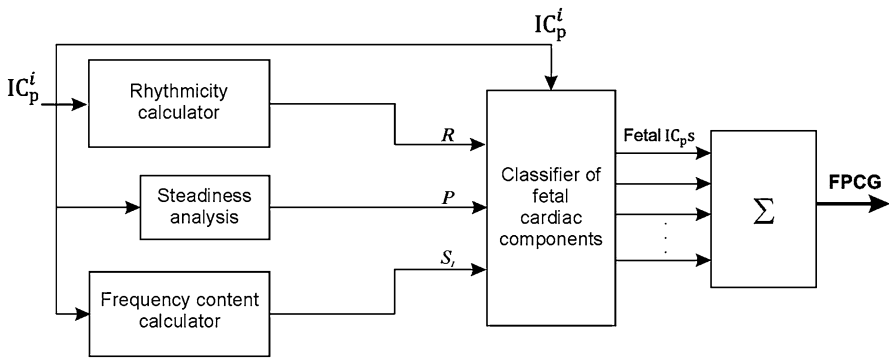 IC_p^i
IC_p^i
Rhythmicity
calculator
R
Steadiness
analysis
P
Frequency content
calculator
S_t
Classifier of
fetal
cardiac
components
Fetal IC_ps
Σ
FPCG